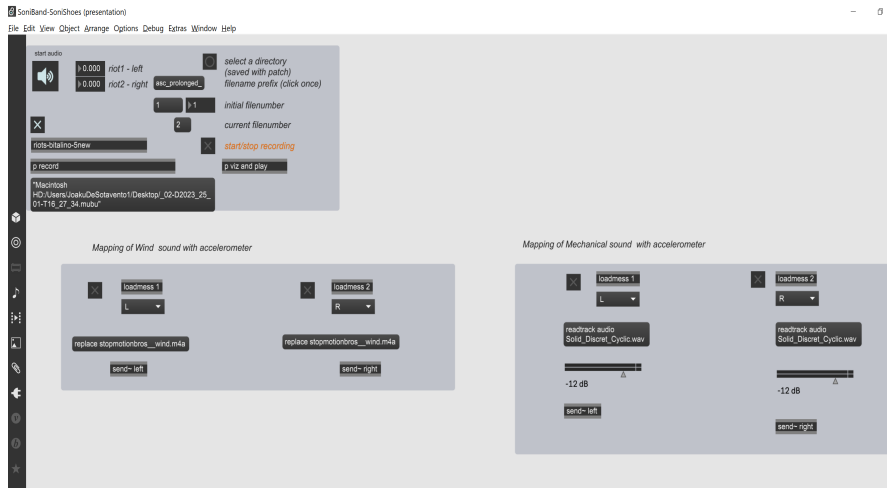 SoniBand-SoniShoes (presentation)
File Edit View Object Arrange Options Debug Extras Window Help
start audio
0.000 riot1 - left
0.000 riot2 - right
asc_prolonged_
select a directory
(saved with patch)
filename prefix (click once)
1 1 initial filenumber
2 current filenumber
riots-bitalino-5new
start/stop recording
p record
p viz and play
"Macintosh
HD:/Users/JoakuDeSotavento1/Desktop/_02-D2023_25_
01-T16_27_34.mubu"
Mapping of Wind sound with accelerometer
loadmess 1
L
replace stopmotionbros__wind.m4a
send~ left
loadmess 2
R
replace stopmotionbros__wind.m4a
send~ right
Mapping of Mechanical sound with accelerometer
loadmess 1
L
readtrack audio
Solid_Discret_Cyclic.wav
-12 dB
send~ left
loadmess 2
R
readtrack audio
Solid_Discret_Cyclic.wav
-12 dB
send~ right